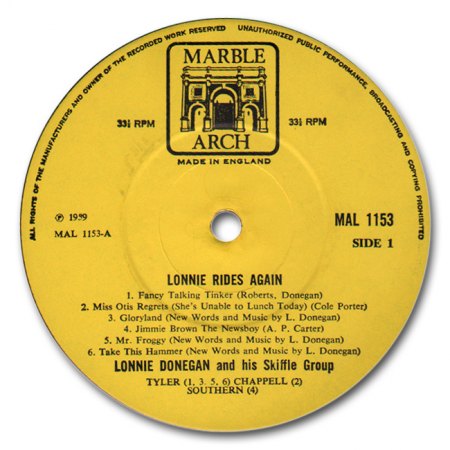 ALL RIGHTS OF THE MANUFACTURERS AND OWNER OF THE RECORDED WORK RESERVED
UNAUTHORIZED PUBLIC PERFORMANCE, BROADCASTING AND COPYING PROHIBITED
MARBLE
ARCH
33⅓ RPM
33⅓ RPM
MADE IN ENGLAND
℗ 1959
MAL 1153-A
MAL 1153
SIDE 1
LONNIE RIDES AGAIN
1. Fancy Talking Tinker (Roberts, Donegan)
2. Miss Otis Regrets (She's Unable to Lunch Today) (Cole Porter)
3. Gloryland (New Words and Music by L. Donegan)
4. Jimmie Brown The Newsboy (A. P. Carter)
5. Mr. Froggy (New Words and Music by L. Donegan)
6. Take This Hammer (New Words and Music by L. Donegan)
LONNIE DONEGAN and his Skiffle Group
TYLER (1, 3, 5, 6) CHAPPELL (2)
SOUTHERN (4)